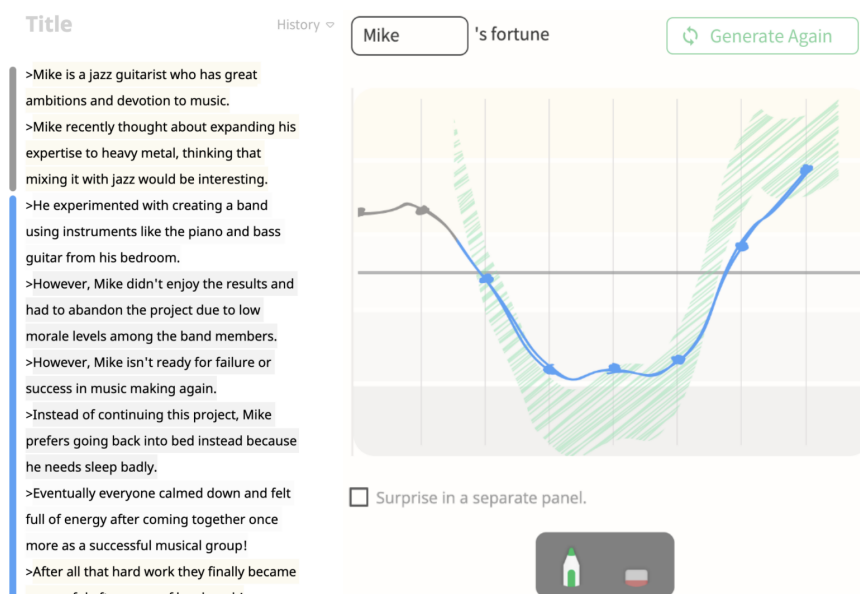 Title
History
Mike
's fortune
Generate Again
>Mike is a jazz guitarist who has great
ambitions and devotion to music.
>Mike recently thought about expanding his
expertise to heavy metal, thinking that
mixing it with jazz would be interesting.
>He experimented with creating a band
using instruments like the piano and bass
guitar from his bedroom.
>However, Mike didn't enjoy the results and
had to abandon the project due to low
morale levels among the band members.
>However, Mike isn't ready for failure or
success in music making again.
>Instead of continuing this project, Mike
prefers going back into bed instead because
he needs sleep badly.
>Eventually everyone calmed down and felt
full of energy after coming together once
more as a successful musical group!
>After all that hard work they finally became
Surprise in a separate panel.